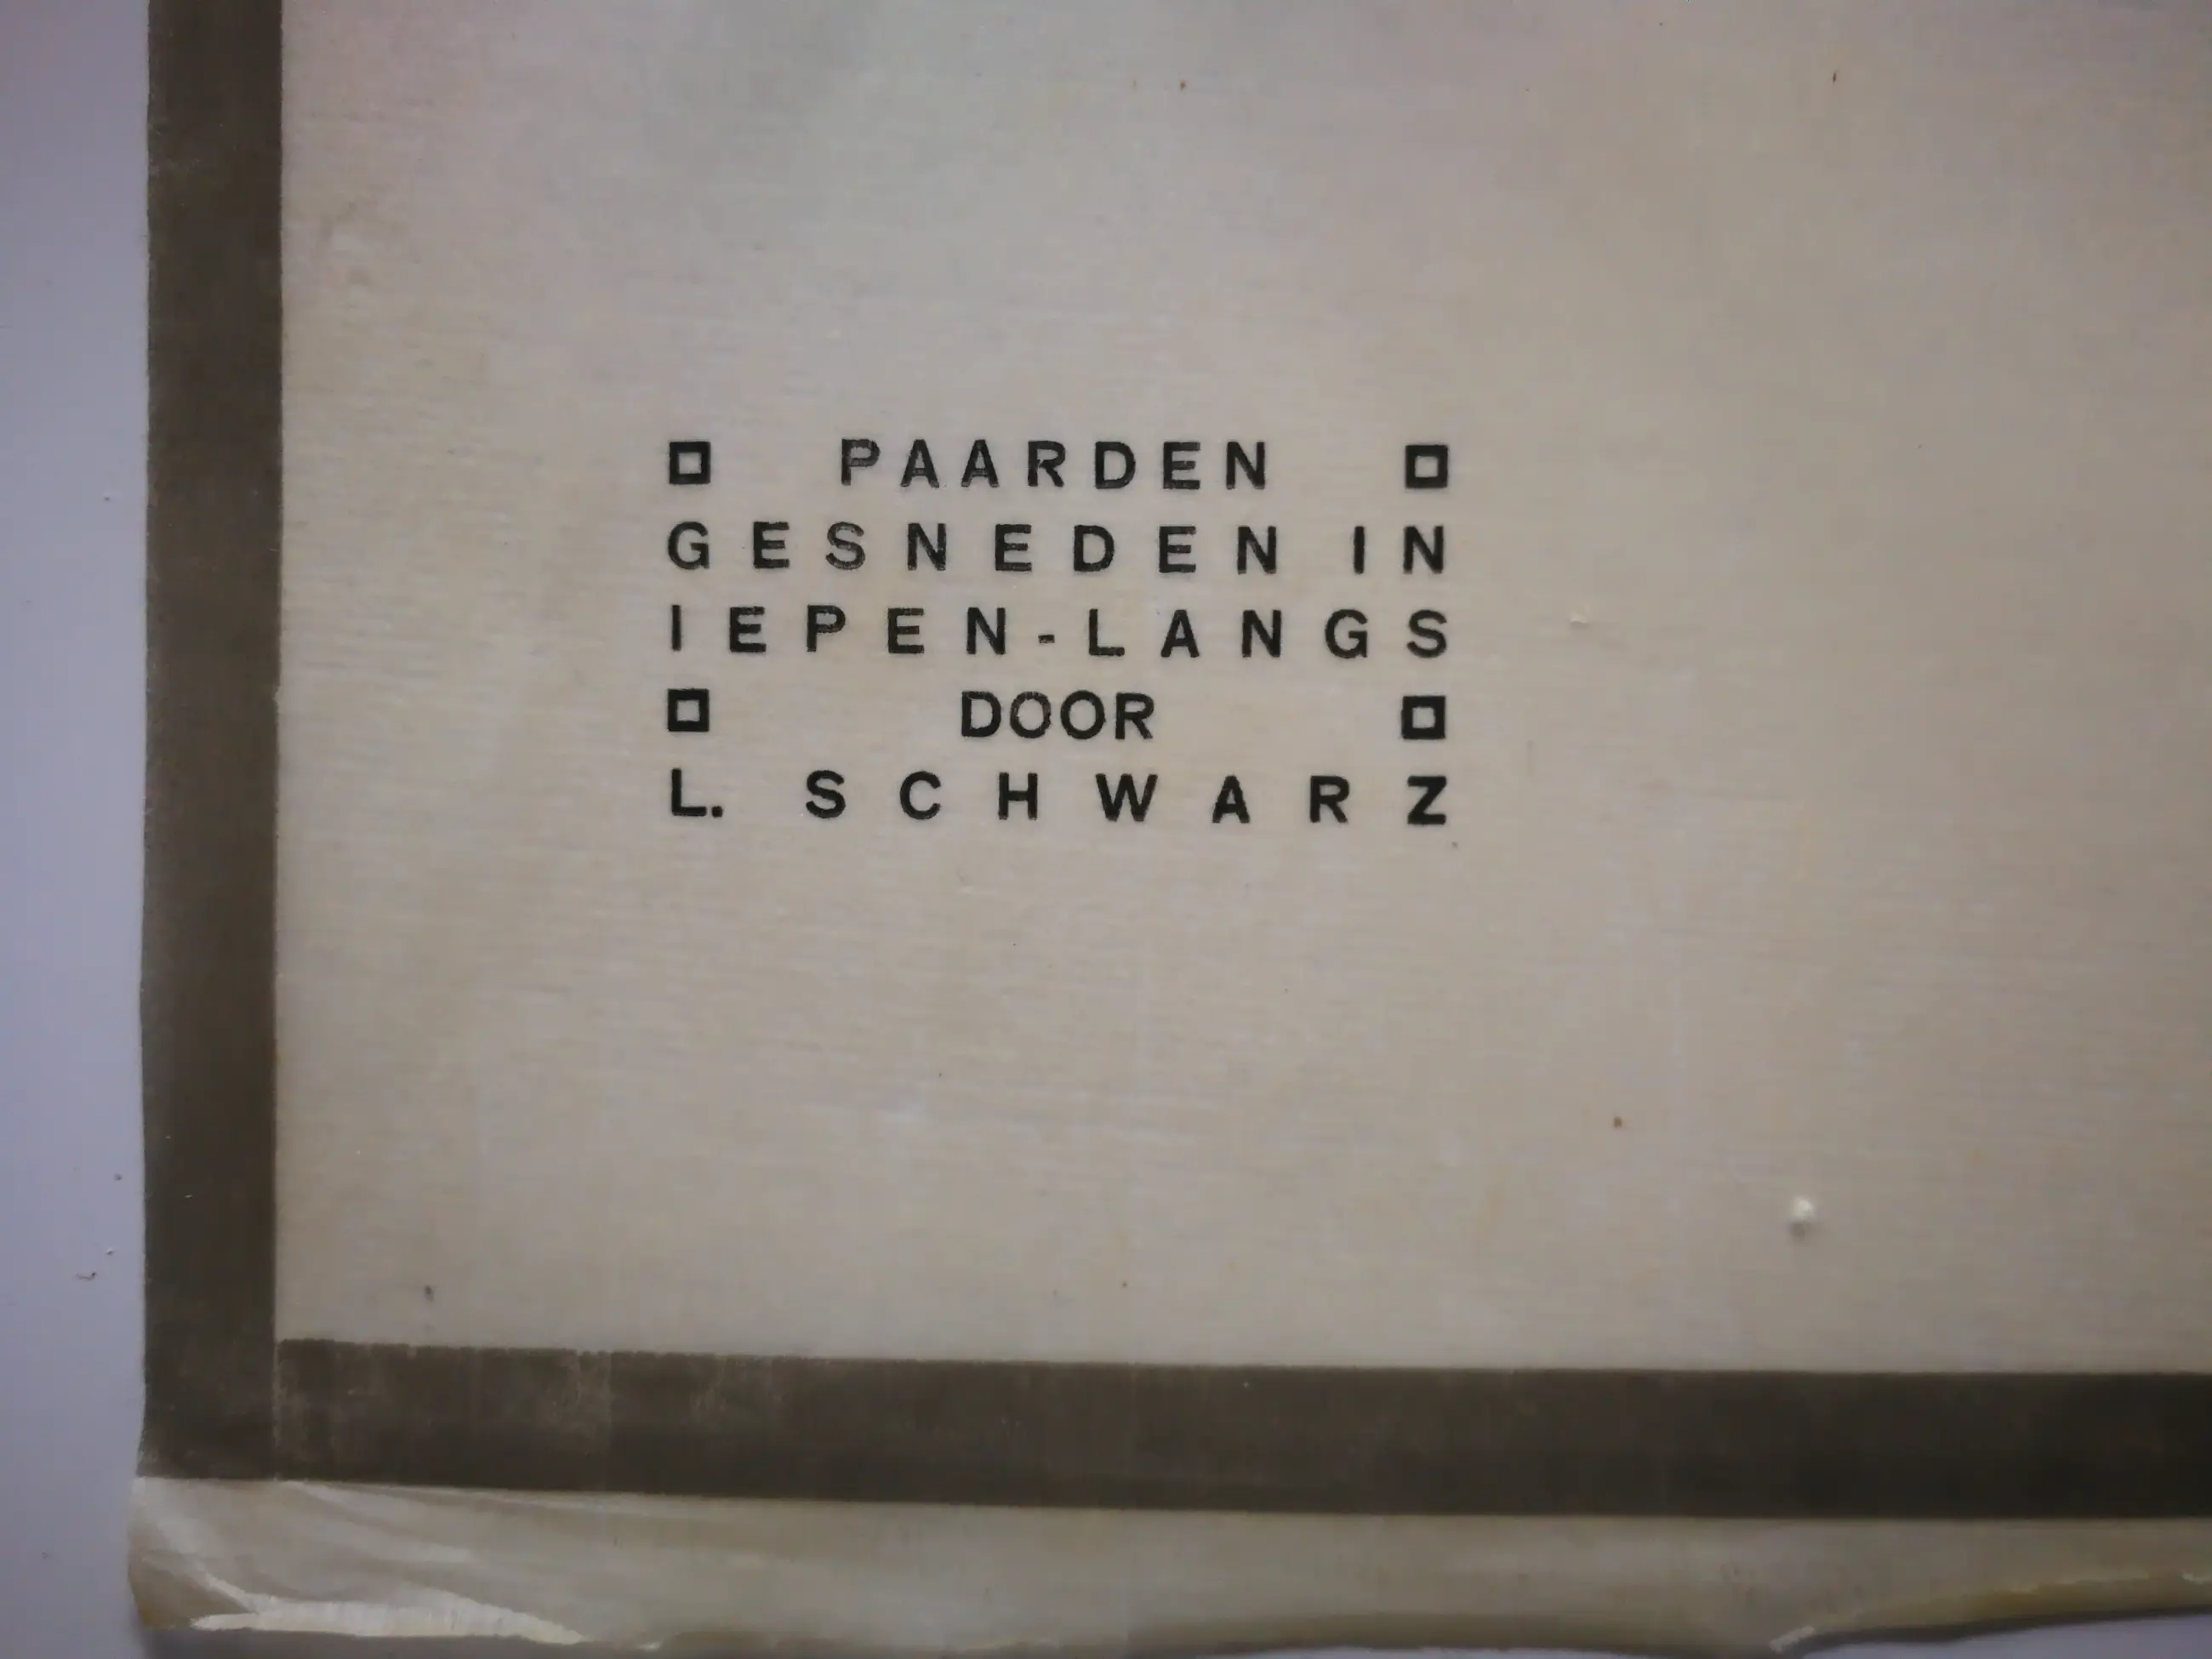 PAARDEN
GESNEDEN IN
IEPEN-LANGS
DOOR
L. SCHWARZ